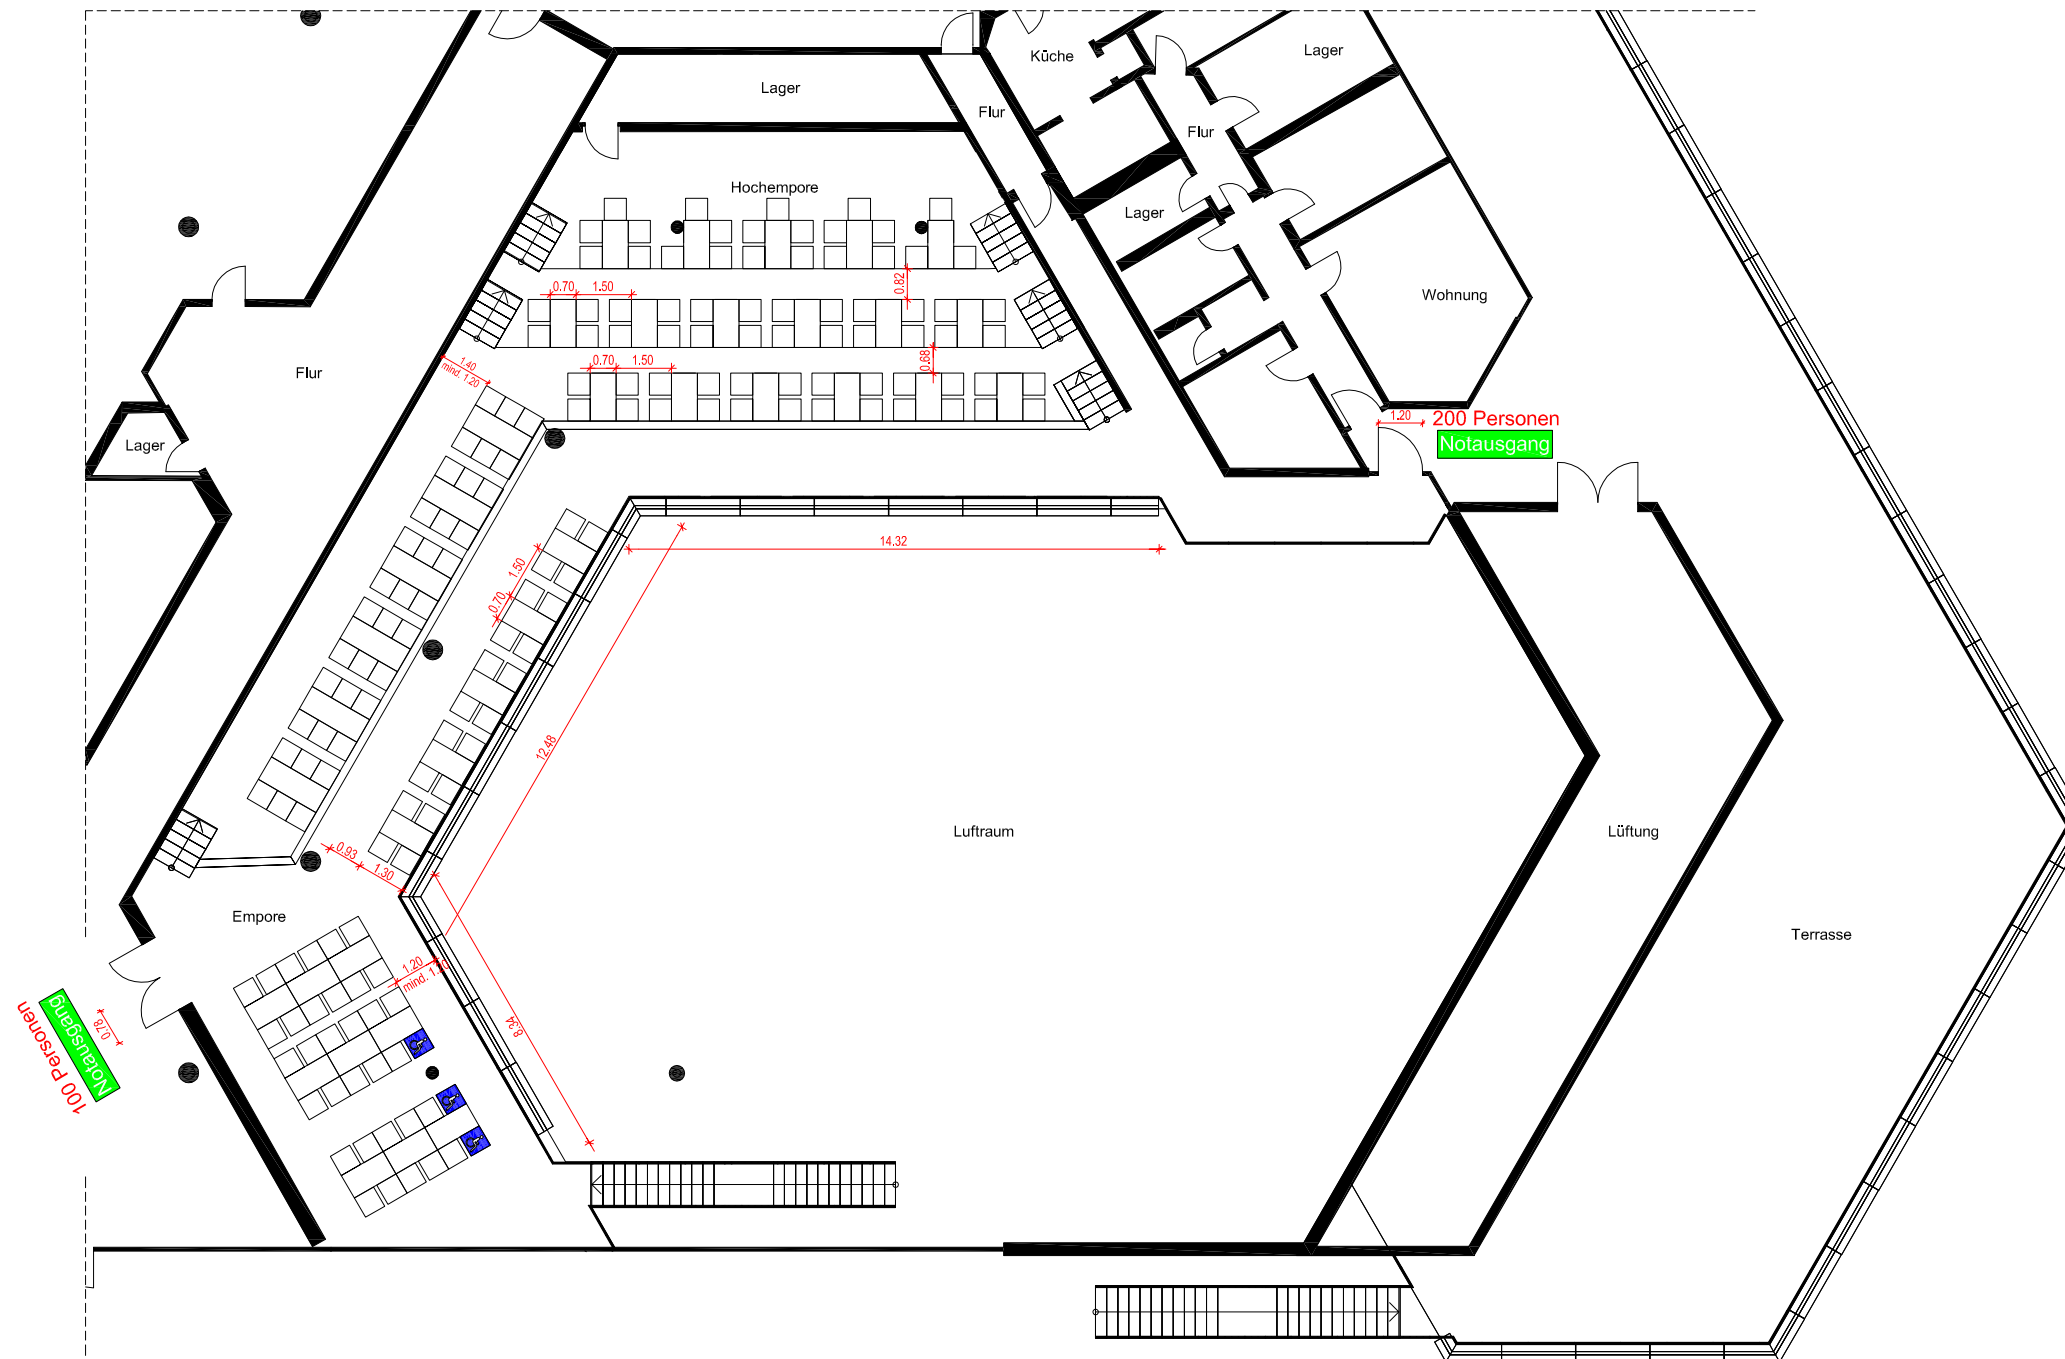 Küche
Lager
Lager
Flur
Flur
Hochempore
Lager
0.82
0.70
1.50
Wohnung
0.68
0.70
1.50
1.40
mind. 1.20
Flur
1.20
200 Personen
Notausgang
Lager
14.32
1.50
0.70
12.48
Luftraum
Lüftung
0.93
1.30
Empore
Terrasse
1.20
mind. 1.20
8.34
0.78
Notausgang
100 Personen